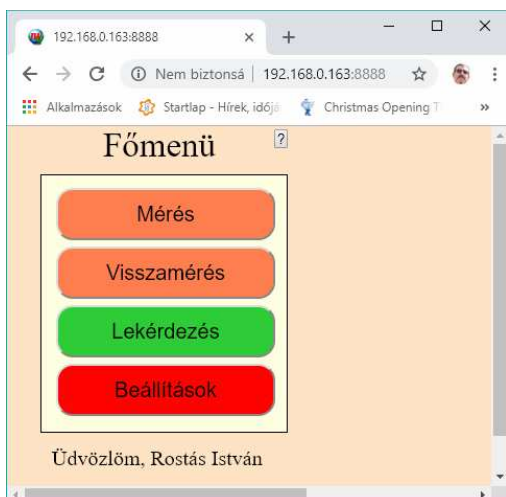 192.168.0.163:8888
Nem biztonsá | 192.168.0.163:8888
Alkalmazások Startlap - Hírek, időjá Christmas Opening T
Főmenü ?
Mérés
Visszamérés
Lekérdezés
Beállítások
Üdvözlöm, Rostás István